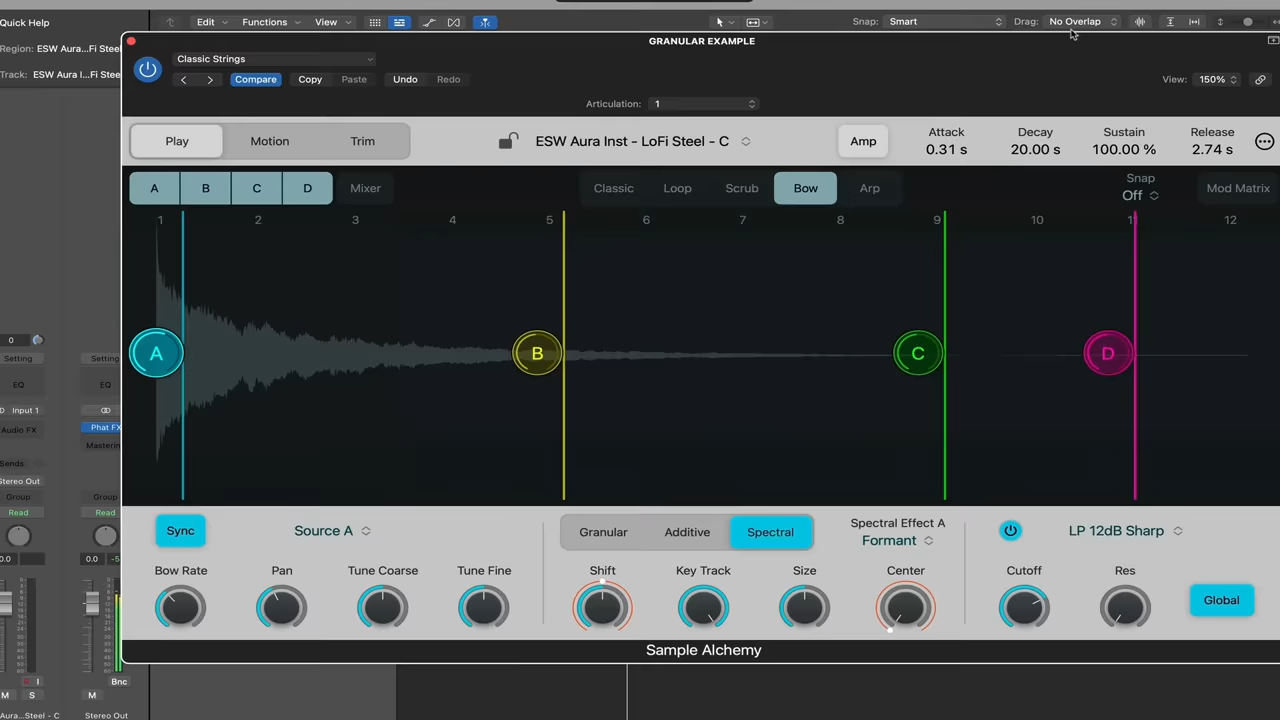 Quick Help
Edit
Functions
View
Snap: Smart
Drag: No Overlap
Region: ESW Aura...Fi Steel
Track: ESW Aura I...Fi Steel
GRANULAR EXAMPLE
Classic Strings
Compare
Copy
Paste
Undo
Redo
View: 150%
Articulation: 1
Play
Motion
Trim
ESW Aura Inst - LoFi Steel - C
Amp
Attack
0.31 s
Decay
20.00 s
Sustain
100.00 %
Release
2.74 s
A
B
C
D
Mixer
Classic
Loop
Scrub
Bow
Arp
Snap
Off
Mod Matrix
1 2 3 4 5 6 7 8 9 10 11 12
A
B
C
D
0
Setting
Setting
EQ
EQ
D Input 1
Audio FX
Phat FX
Masterin
Sends
Stereo Out
Group
Group
Read
Read
0.0
0.0
Sync
Source A
Granular
Additive
Spectral
Spectral Effect A
Formant
LP 12dB Sharp
Bow Rate
Pan
Tune Coarse
Tune Fine
Shift
Key Track
Size
Center
Cutoff
Res
Global
Sample Alchemy
R I
Bnc
M S
M
Aura...Steel - C
Stereo Out